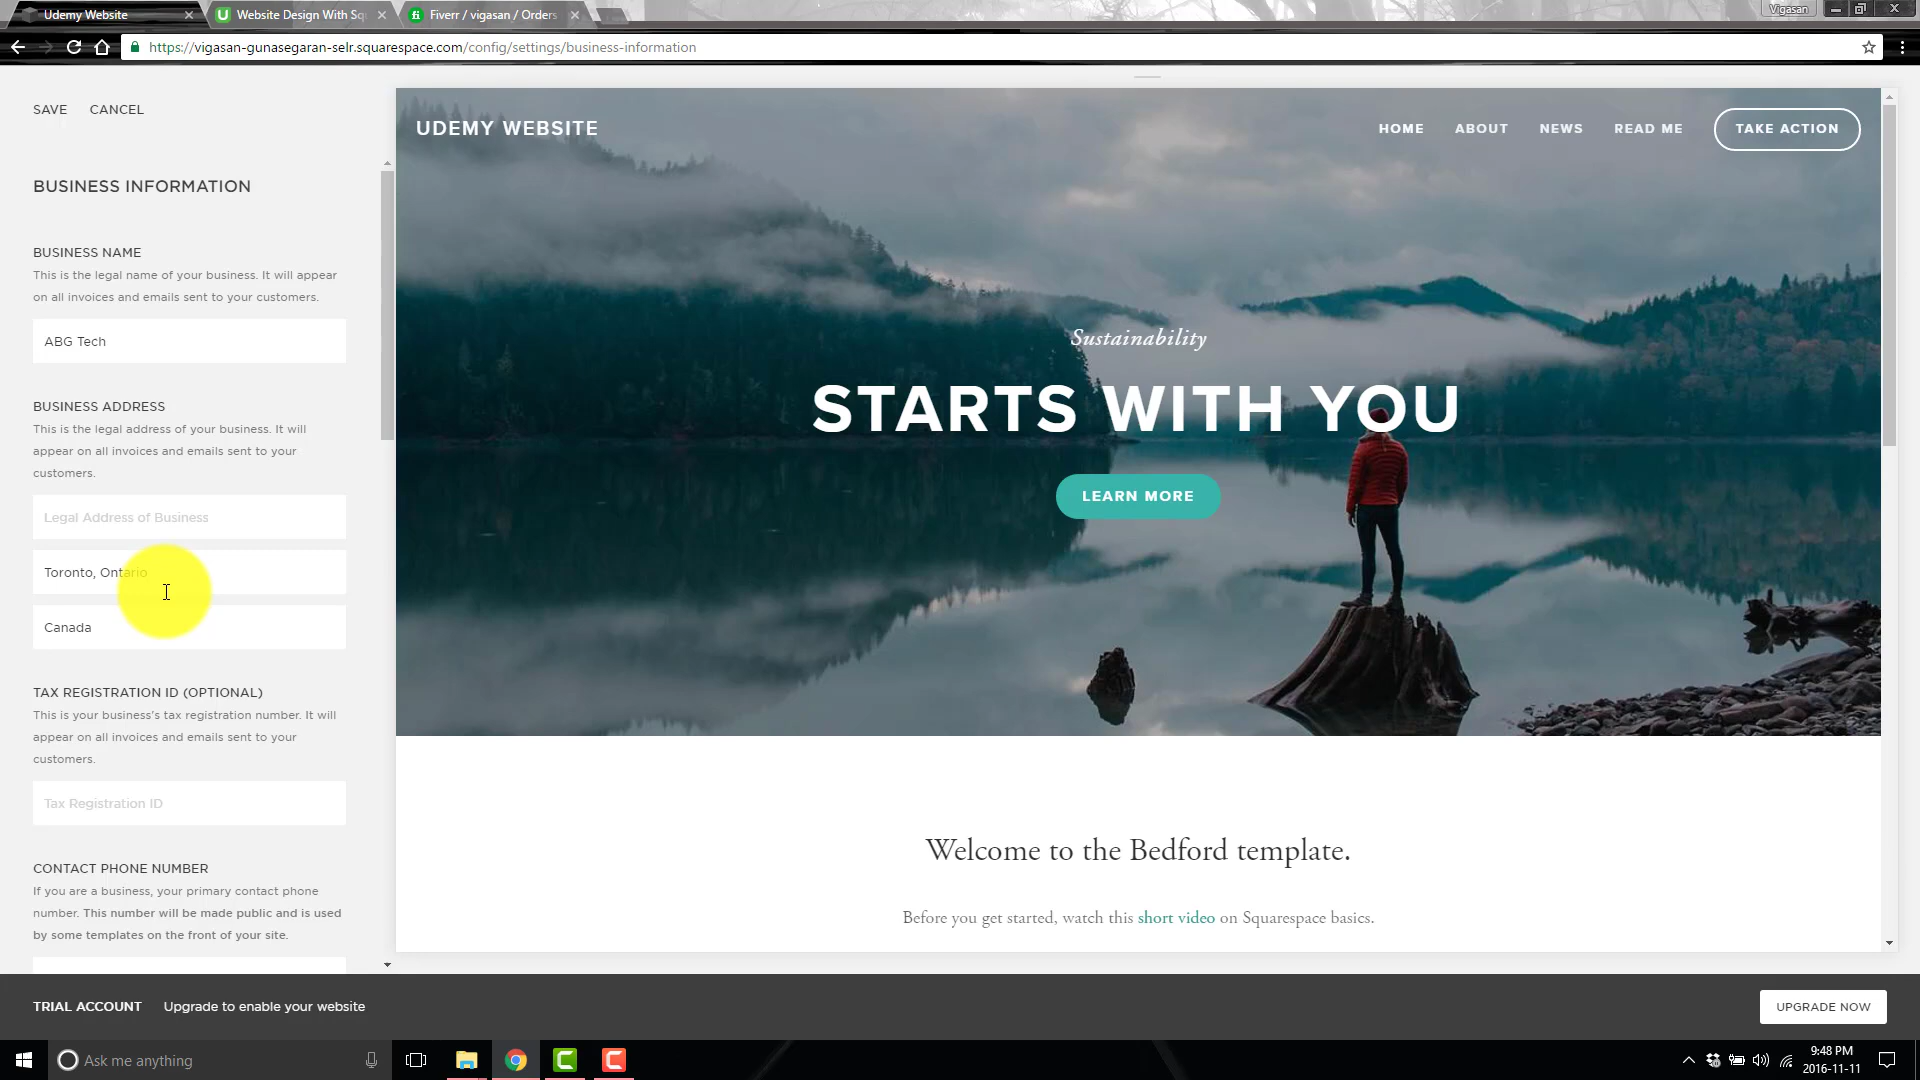 Udemy Website
Website Design With Sq
Fiverr / vigasan / Orders
Vigasan
https://vigasan-gunasegaran-selr.squarespace.com/config/settings/business-information
SAVE CANCEL
BUSINESS INFORMATION
BUSINESS NAME
This is the legal name of your business. It will appear
on all invoices and emails sent to your customers.
ABG Tech
BUSINESS ADDRESS
This is the legal address of your business. It will
appear on all invoices and emails sent to your
customers.
Legal Address of Business
Toronto, Ontario
Canada
TAX REGISTRATION ID (OPTIONAL)
This is your business's tax registration number. It will
appear on all invoices and emails sent to your
customers.
Tax Registration ID
CONTACT PHONE NUMBER
If you are a business, your primary contact phone
number. This number will be made public and is used
by some templates on the front of your site.
UDEMY WEBSITE
HOME ABOUT NEWS READ ME TAKE ACTION
Sustainability
STARTS WITH YOU
LEARN MORE
Welcome to the Bedford template.
Before you get started, watch this short video on Squarespace basics.
TRIAL ACCOUNT Upgrade to enable your website
UPGRADE NOW
Ask me anything
9:48 PM
2016-11-11